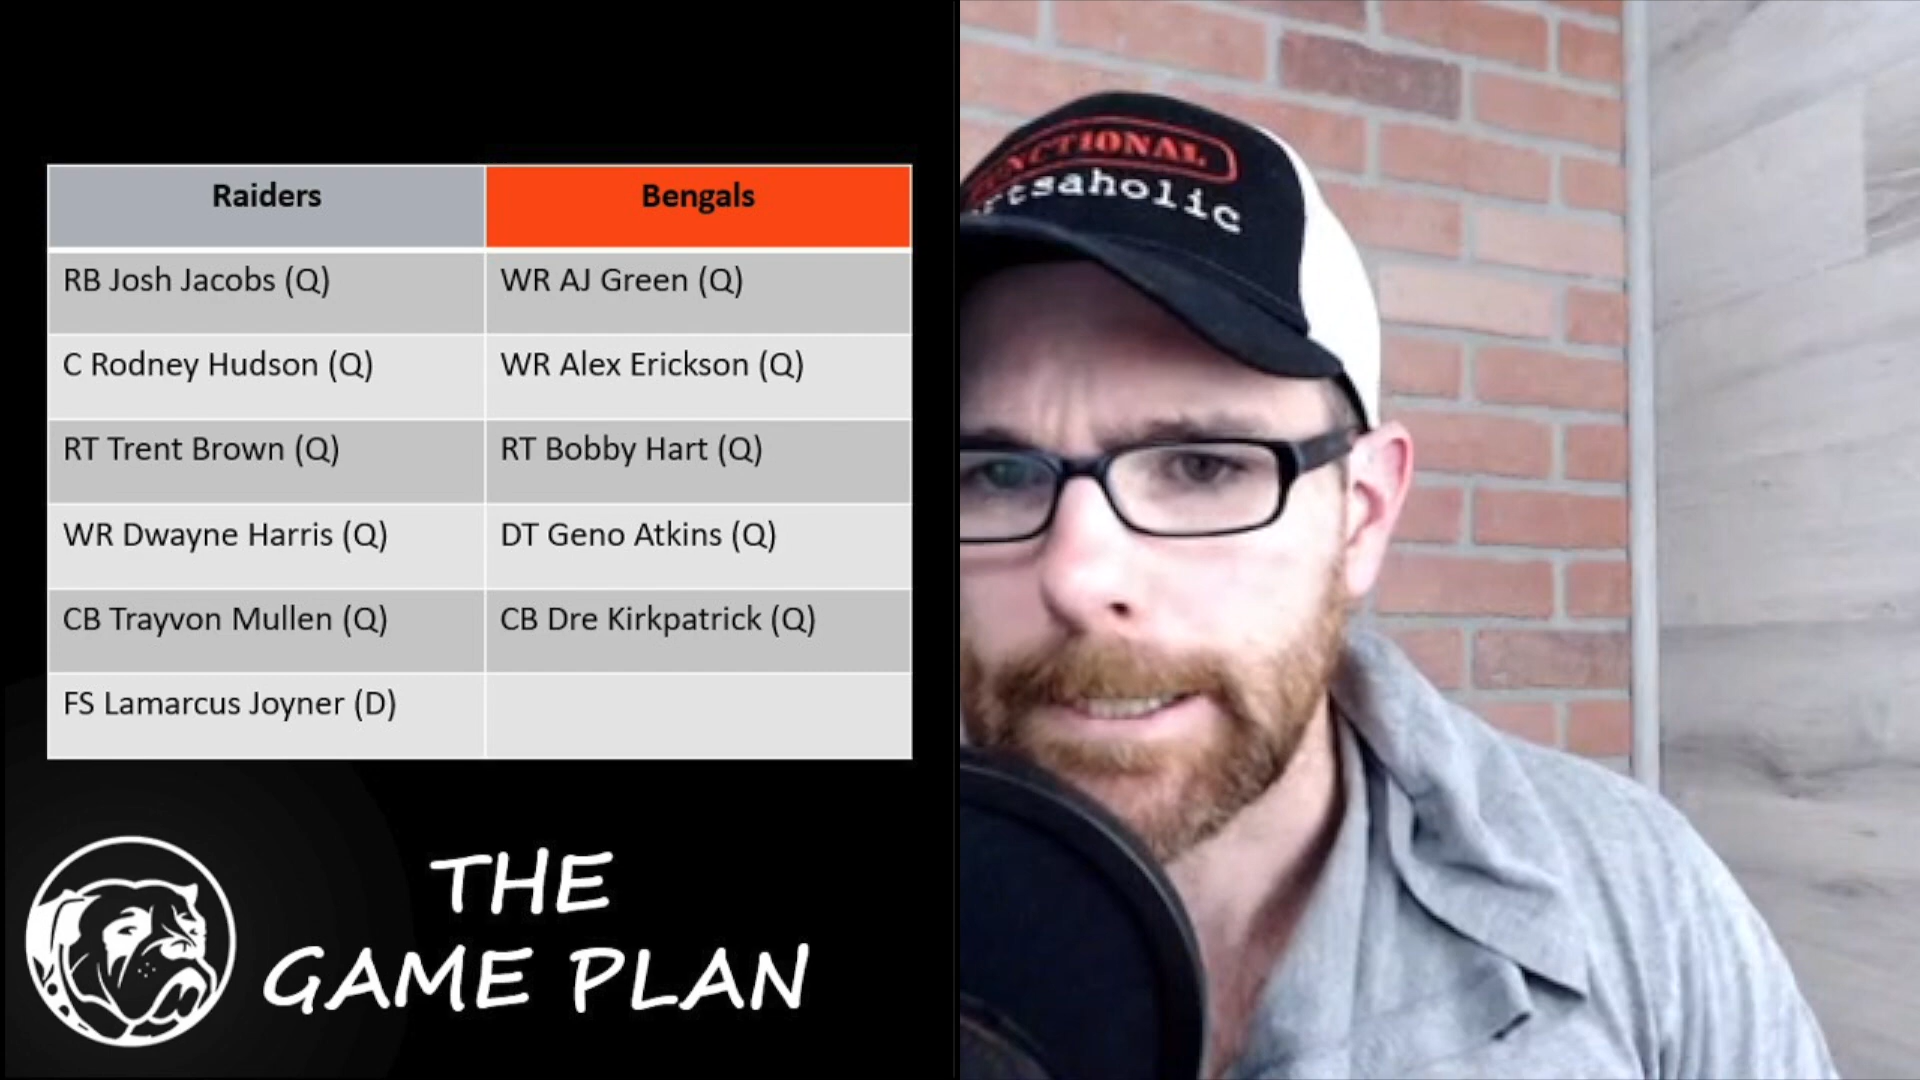 Raiders
Bengals
RB Josh Jacobs (Q)
WR AJ Green (Q)
C Rodney Hudson (Q)
WR Alex Erickson (Q)
RT Trent Brown (Q)
RT Bobby Hart (Q)
WR Dwayne Harris (Q)
DT Geno Atkins (Q)
CB Trayvon Mullen (Q)
CB Dre Kirkpatrick (Q)
FS Lamarcus Joyner (D)
THE
GAME PLAN